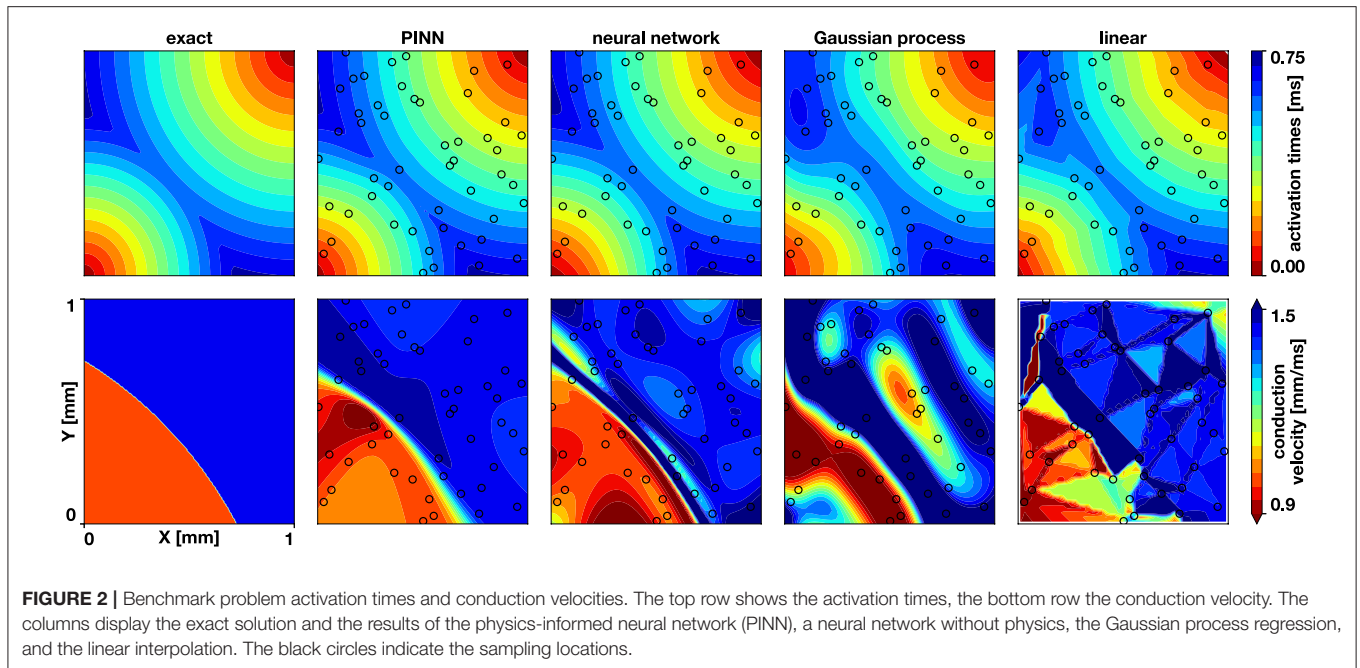 exact
PINN
neural network
Gaussian process
linear
0.75
activation times [ms]
0.00
1
Y [mm]
0
0
X [mm]
1
1.5
conduction
velocity [mm/ms]
0.9
FIGURE 2 | Benchmark problem activation times and conduction velocities. The top row shows the activation times, the bottom row the conduction velocity. The
columns display the exact solution and the results of the physics-informed neural network (PINN), a neural network without physics, the Gaussian process regression,
and the linear interpolation. The black circles indicate the sampling locations.